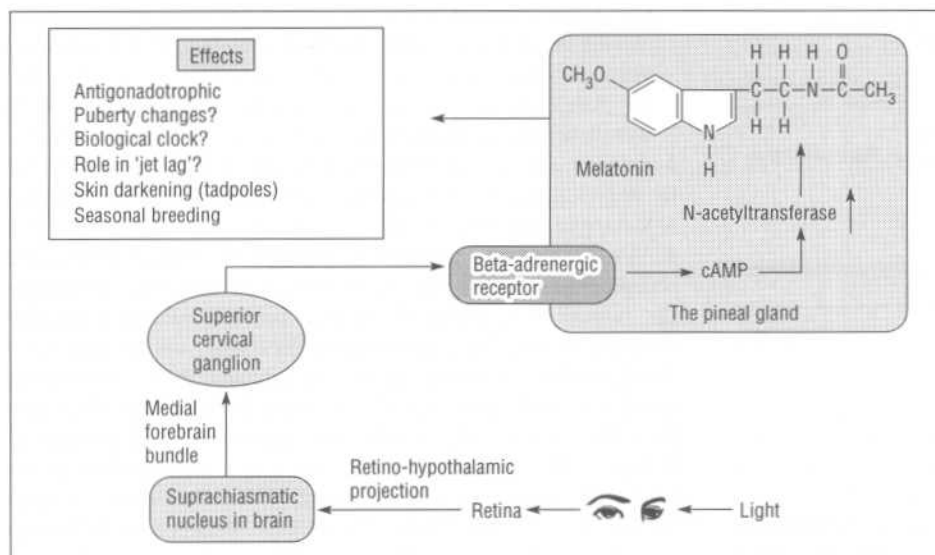 Effects
Antigonadotrophic
Puberty changes?
Biological clock?
Role in 'jet lag'?
Skin darkening (tadpoles)
Seasonal breeding
H H H O
CH₃O
C C N C CH₃
H H
N
H
Melatonin
N-acetyltransferase
cAMP
The pineal gland
Beta-adrenergic
receptor
Superior
cervical
ganglion
Medial
forebrain
bundle
Suprachiasmatic
nucleus in brain
Retino-hypothalamic
projection
Retina
Light